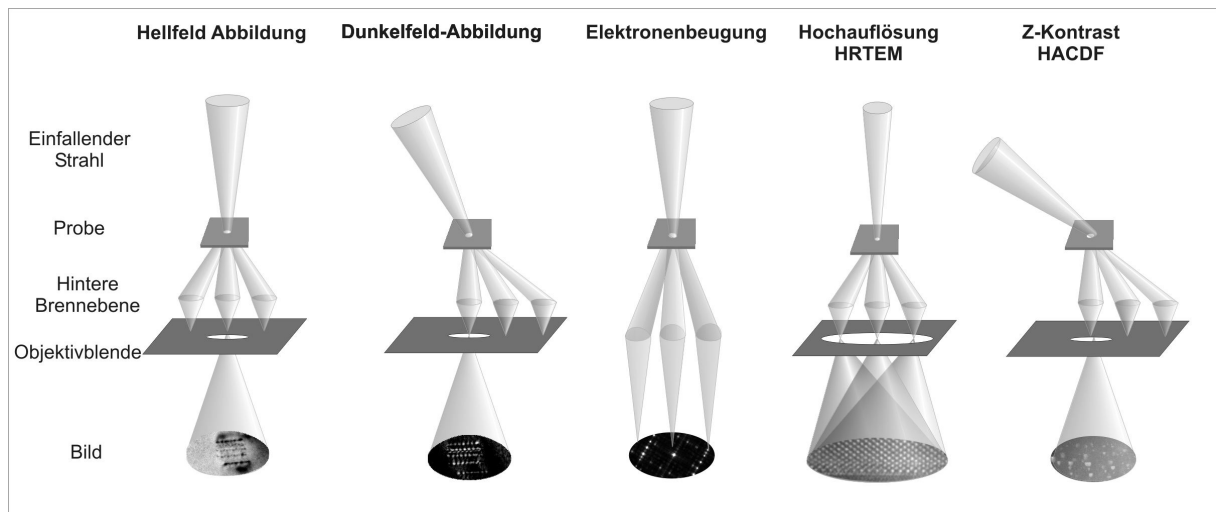 Hellfeld Abbildung
Dunkelfeld-Abbildung
Elektronenbeugung
Hochauflösung
HRTEM
Z-Kontrast
HACDF
Einfallender
Strahl
Probe
Hintere
Brennebene
Objektivblende
Bild